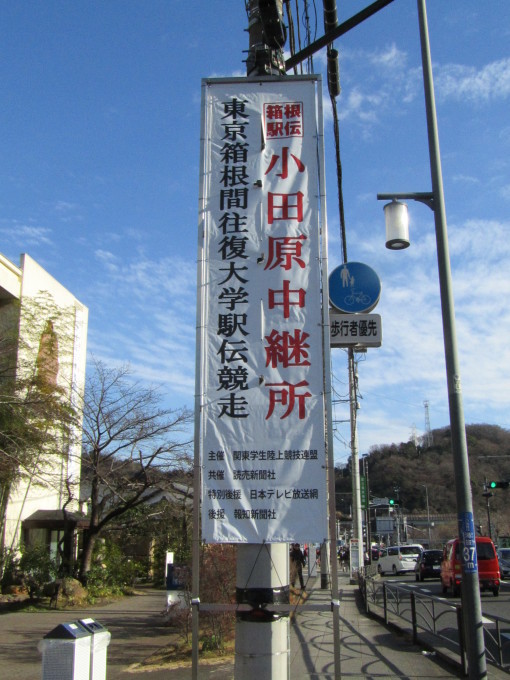 箱根
駅伝
小田原中継所
東京箱根間往復大学駅伝競走
主催 関東学生陸上競技連盟
共催 読売新聞社
特別後援 日本テレビ放送網
後援 報知新聞社
歩行者優先
37